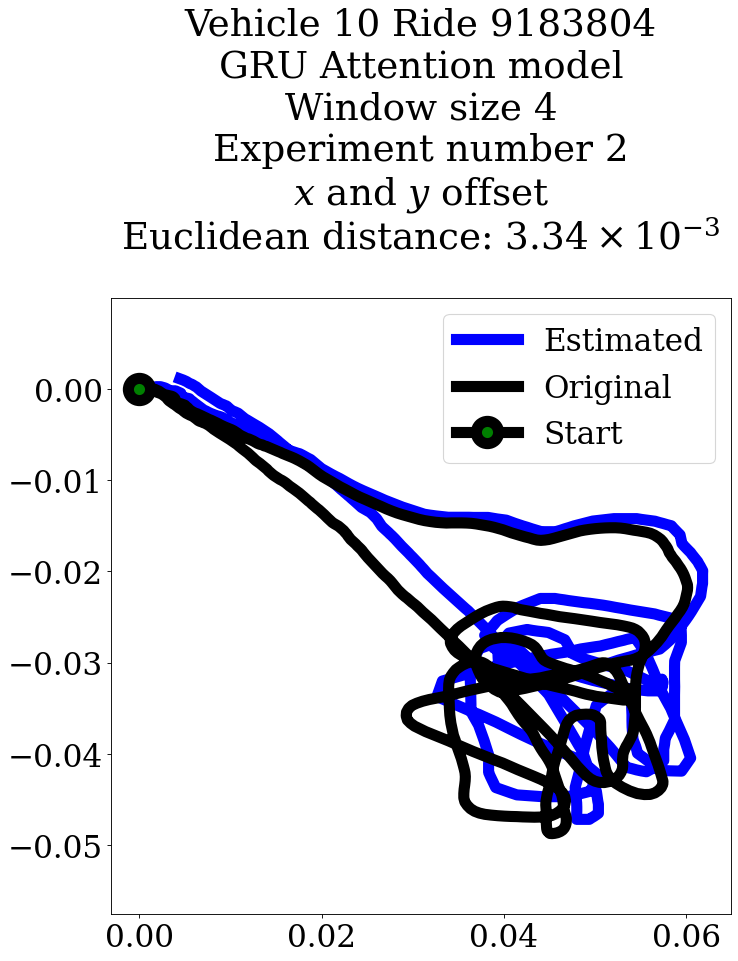 Vehicle 10 Ride 9183804
GRU Attention model
Window size 4
Experiment number 2
x and y offset
Euclidean distance: 3.34 × 10⁻³
Estimated
Original
Start
0.00
−0.01
−0.02
−0.03
−0.04
−0.05
0.00 0.02 0.04 0.06